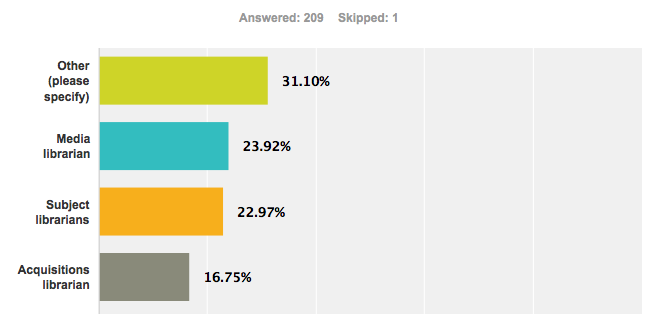 Answered: 209 Skipped: 1
Other
(please
specify)
31.10%
Media
librarian
23.92%
Subject
librarians
22.97%
Acquisitions
librarian
16.75%